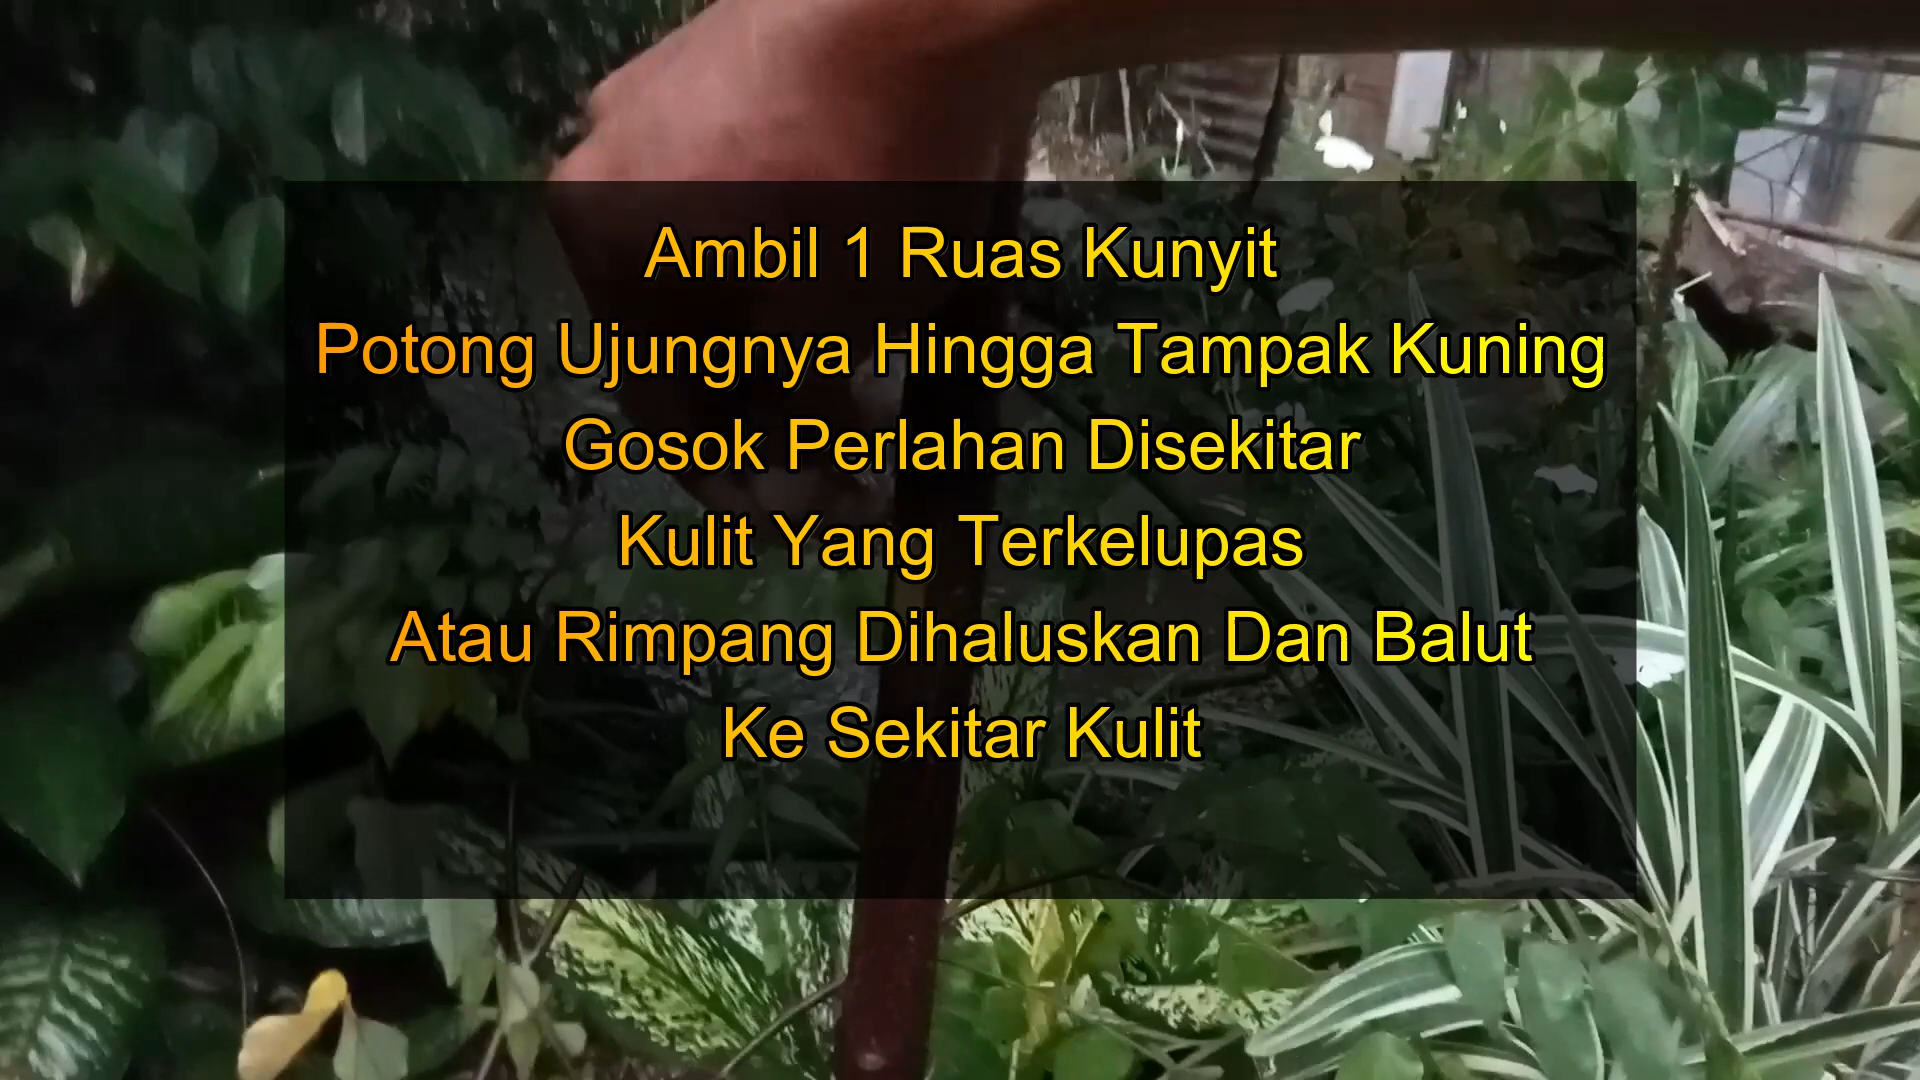 Ambil 1 Ruas Kunyit
Potong Ujungnya Hingga Tampak Kuning
Gosok Perlahan Disekitar
Kulit Yang Terkelupas
Atau Rimpang Dihaluskan Dan Balut
Ke Sekitar Kulit